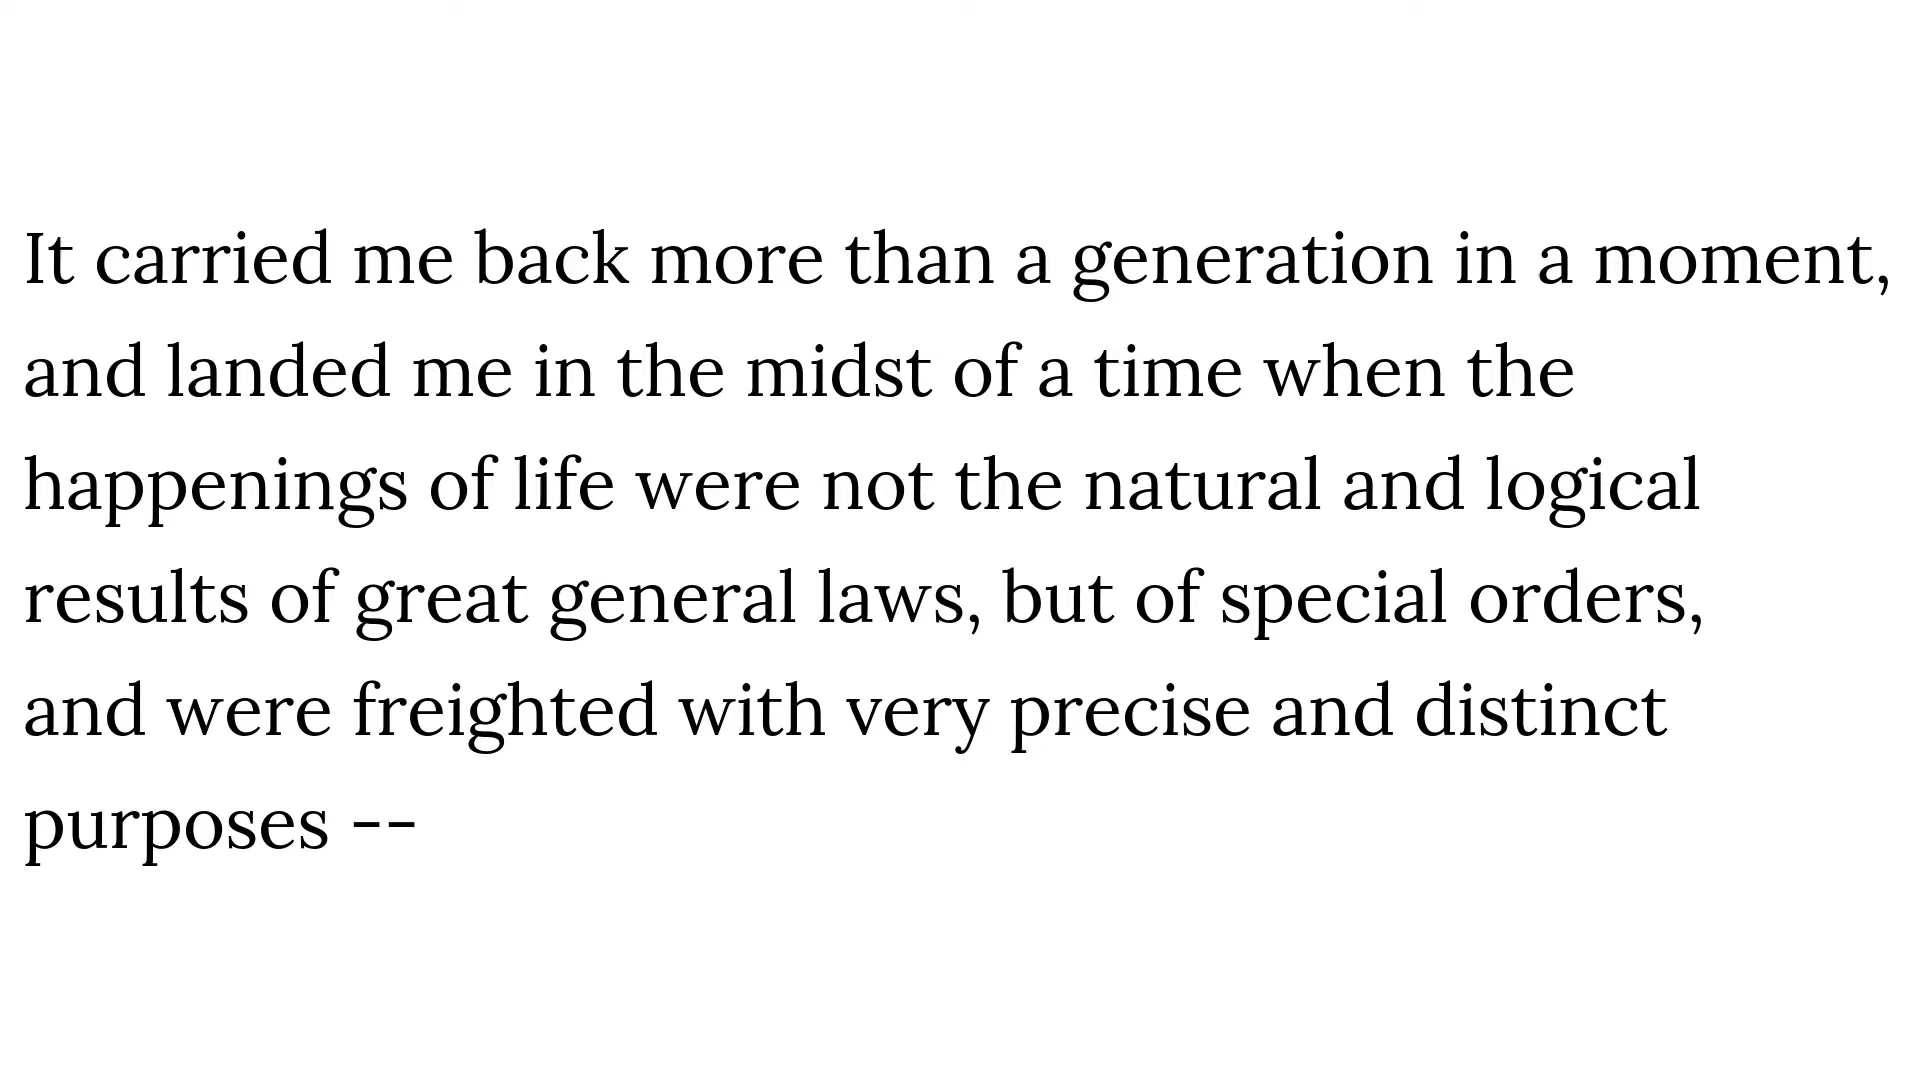 It carried me back more than a generation in a moment,
and landed me in the midst of a time when the
happenings of life were not the natural and logical
results of great general laws, but of special orders,
and were freighted with very precise and distinct
purposes --